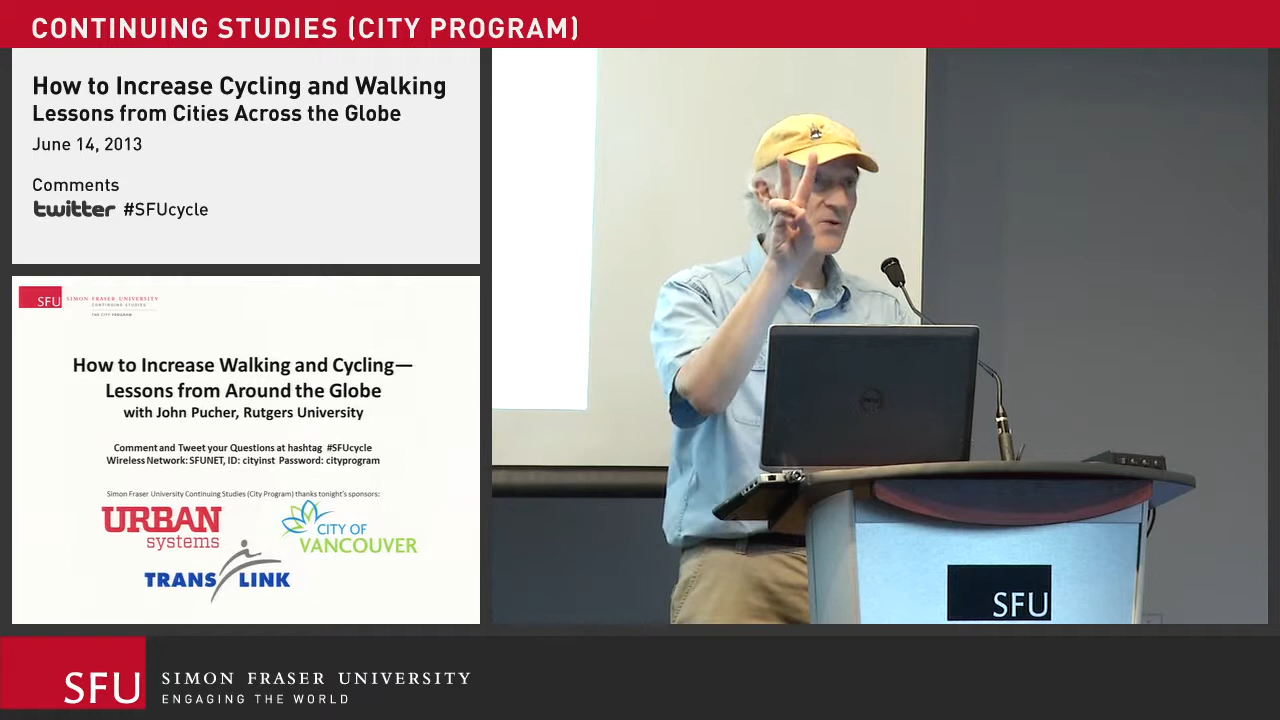 CONTINUING STUDIES (CITY PROGRAM)
How to Increase Cycling and Walking
Lessons from Cities Across the Globe
June 14, 2013
Comments
twitter #SFUcycle
SFU SIMON FRASER UNIVERSITY
CONTINUING STUDIES
THE CITY PROGRAM
How to Increase Walking and Cycling—
Lessons from Around the Globe
with John Pucher, Rutgers University
Comment and Tweet your Questions at hashtag #SFUcycle
Wireless Network: SFUNET, ID: cityinst Password: cityprogram
Simon Fraser University Continuing Studies (City Program) thanks tonight's sponsors:
URBAN
systems
CITY OF
VANCOUVER
TRANS LINK
DELL
SFU
SFU SIMON FRASER UNIVERSITY
ENGAGING THE WORLD